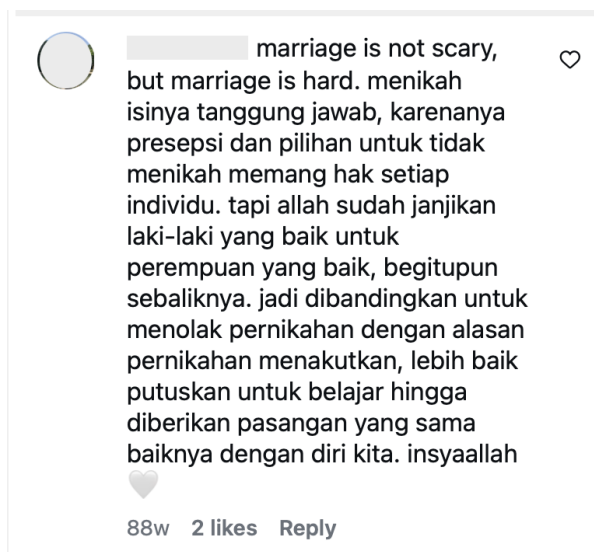 marriage is not scary,
but marriage is hard. menikah
isinya tanggung jawab, karenanya
presepsi dan pilihan untuk tidak
menikah memang hak setiap
individu. tapi allah sudah janjikan
laki-laki yang baik untuk
perempuan yang baik, begitupun
sebaliknya. jadi dibandingkan untuk
menolak pernikahan dengan alasan
pernikahan menakutkan, lebih baik
putuskan untuk belajar hingga
diberikan pasangan yang sama
baiknya dengan diri kita. insyaallah
🤍
88w 2 likes Reply